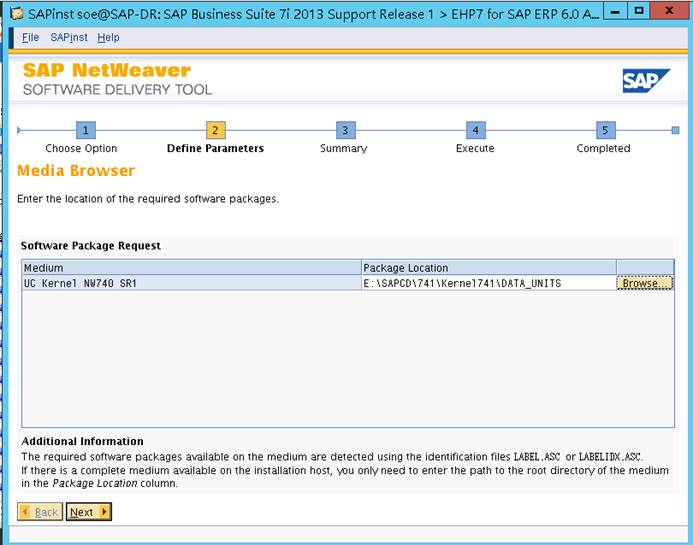 SAPinst soe@SAP-DR: SAP Business Suite 7i 2013 Support Release 1 > EHP7 for SAP ERP 6.0 A...
File SAPinst Help
SAP NetWeaver
SOFTWARE DELIVERY TOOL
SAP
1 2 3 4 5
Choose Option Define Parameters Summary Execute Completed
Media Browser
Enter the location of the required software packages.
Software Package Request
Medium Package Location
UC Kernel NW740 SR1 E:\SAPCD\741\Kernel741\DATA_UNITS Browse...
Additional Information
The required software packages available on the medium are detected using the identification files LABEL.ASC or LABELIDX.ASC.
If there is a complete medium available on the installation host, you only need to enter the path to the root directory of the medium
in the Package Location column.
Back Next